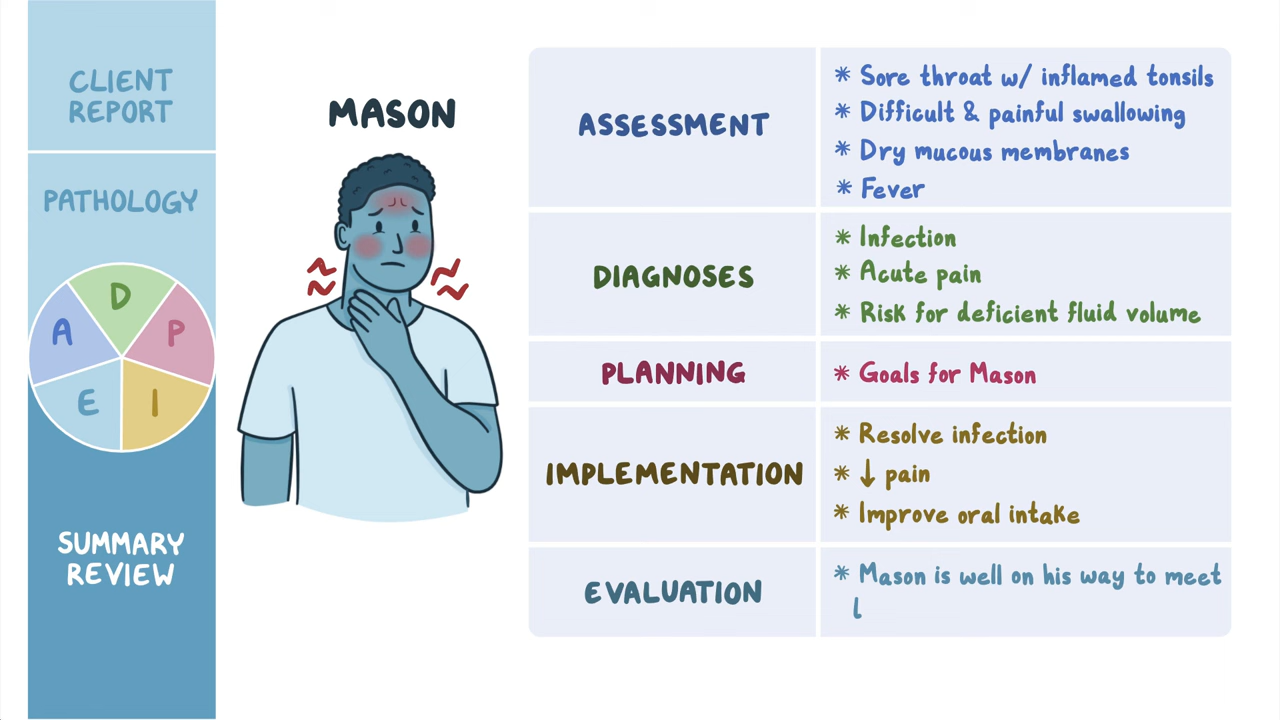 CLIENT
REPORT
PATHOLOGY
A
D
P
E
I
SUMMARY
REVIEW
MASON
ASSESSMENT
* Sore throat w/ inflamed tonsils
* Difficult & painful swallowing
* Dry mucous membranes
* Fever
DIAGNOSES
* Infection
* Acute pain
* Risk for deficient fluid volume
PLANNING
* Goals for Mason
IMPLEMENTATION
* Resolve infection
* ↓ pain
* Improve oral intake
EVALUATION
* Mason is well on his way to meet